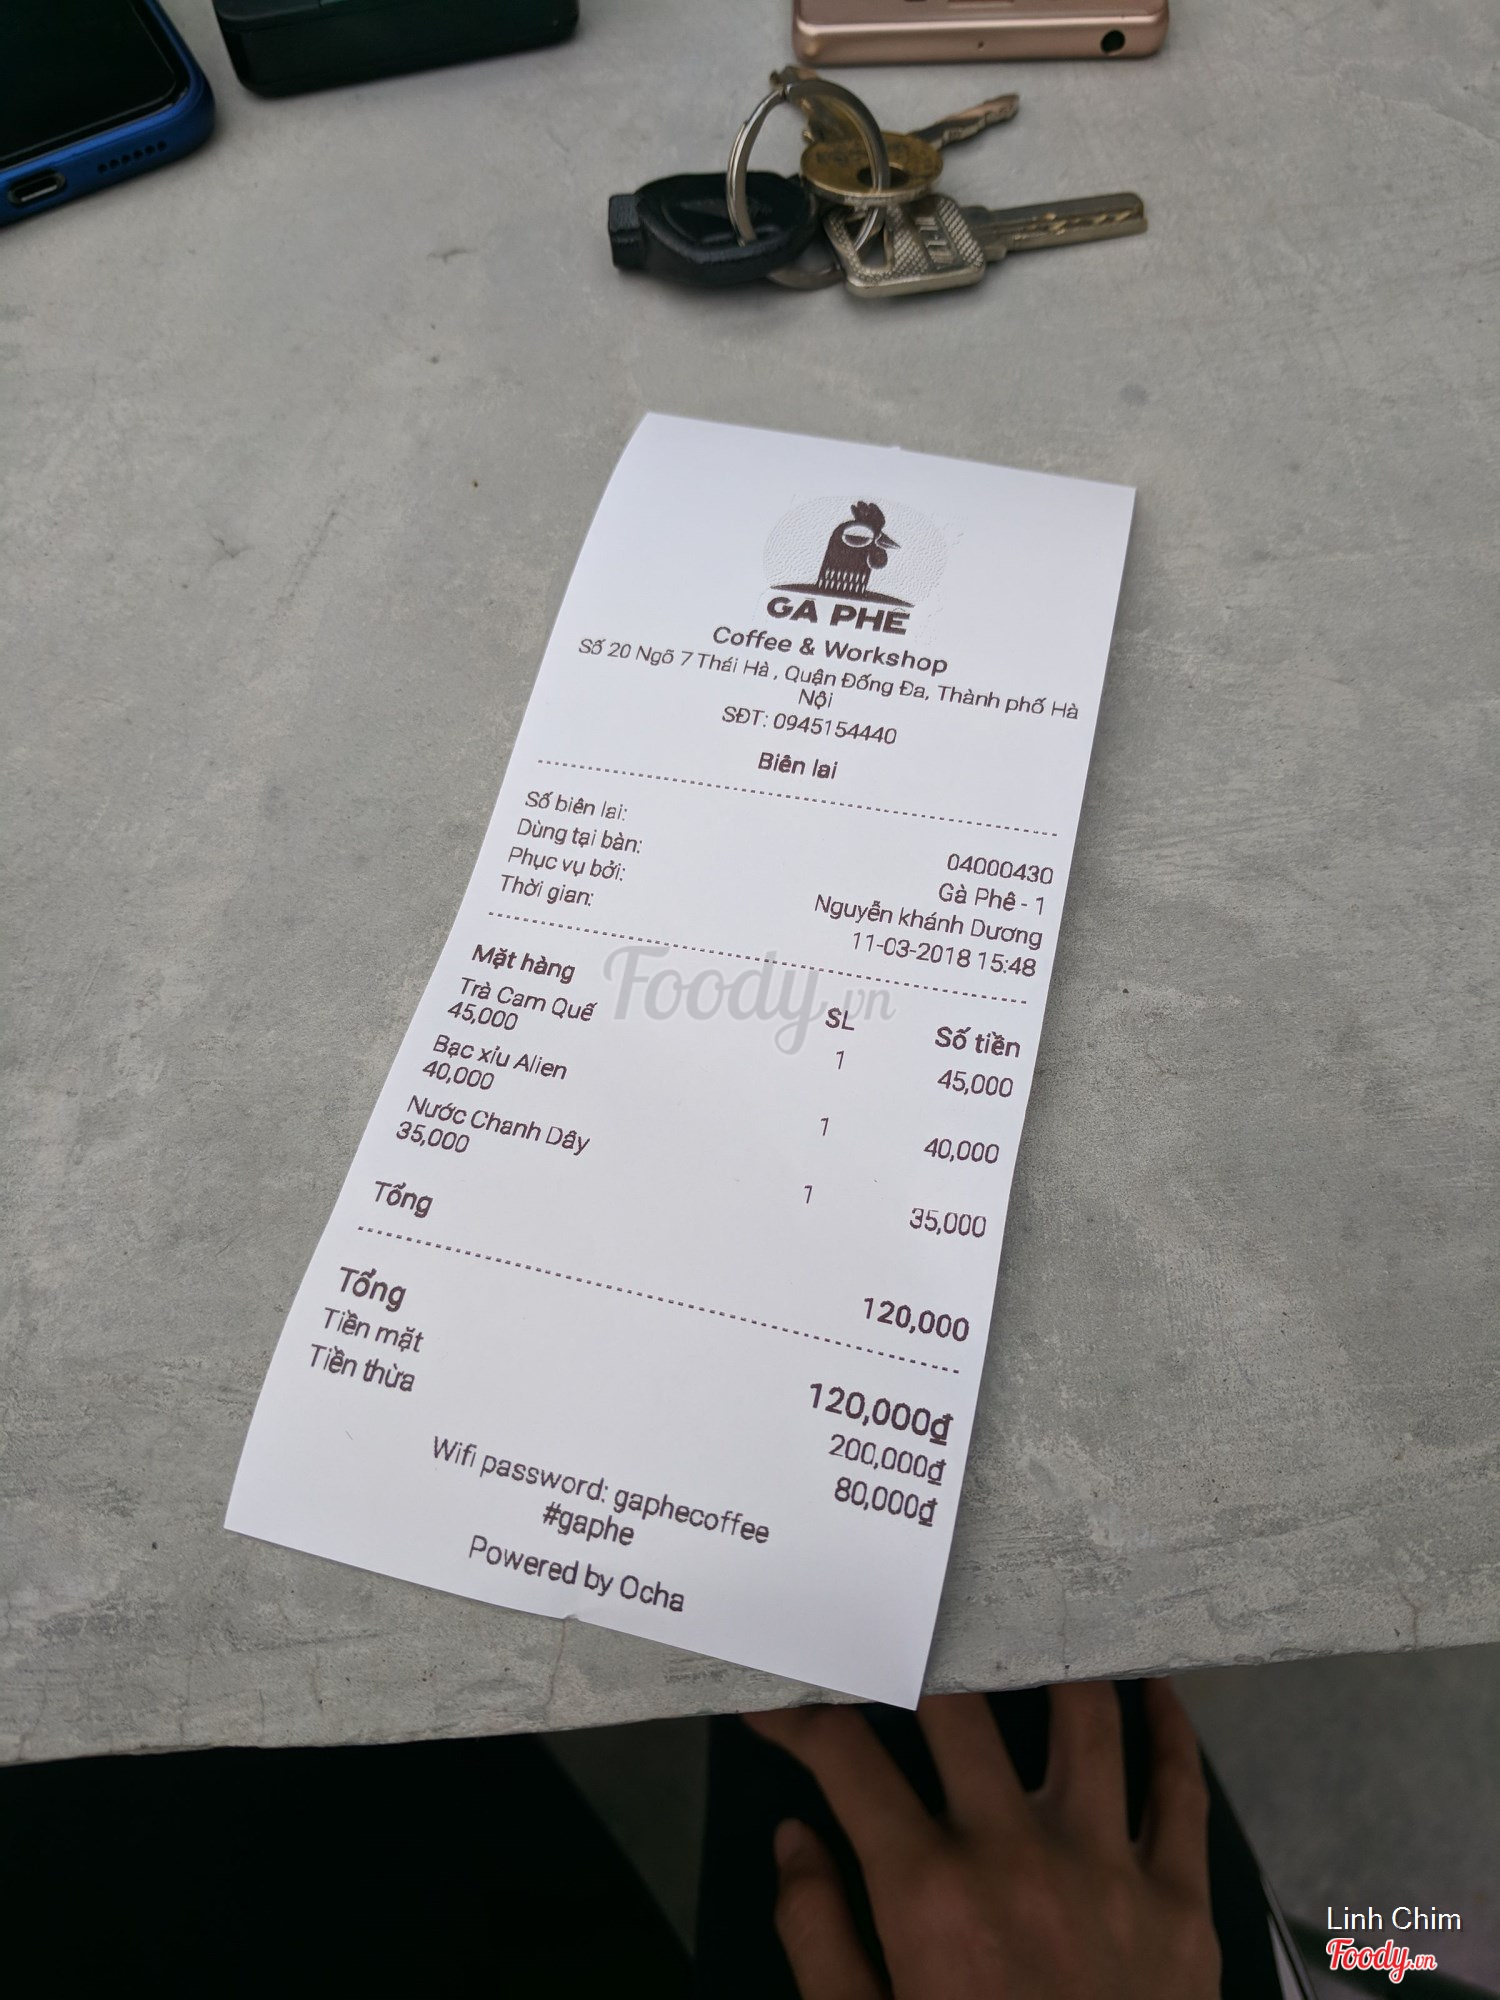 GÀ PHÊ
Coffee & Workshop
Số 20 Ngõ 7 Thái Hà , Quận Đống Đa, Thành phố Hà
Nội
SĐT: 0945154440
Biên lai
Số biên lai: 04000430
Dùng tại bàn: Gà Phê - 1
Phục vụ bởi: Nguyễn khánh Dương
Thời gian: 11-03-2018 15:48
Mặt hàng SL Số tiền
Trà Cam Quế 1 45,000
45,000
Bạc xỉu Alien 1 40,000
40,000
Nước Chanh Dây 1 35,000
35,000
Tổng 120,000
Tổng 120,000₫
Tiền mặt 200,000₫
Tiền thừa 80,000₫
Wifi password: gaphecoffee
#gaphe
Powered by Ocha
Foody.vn
Linh Chim
Foody.vn